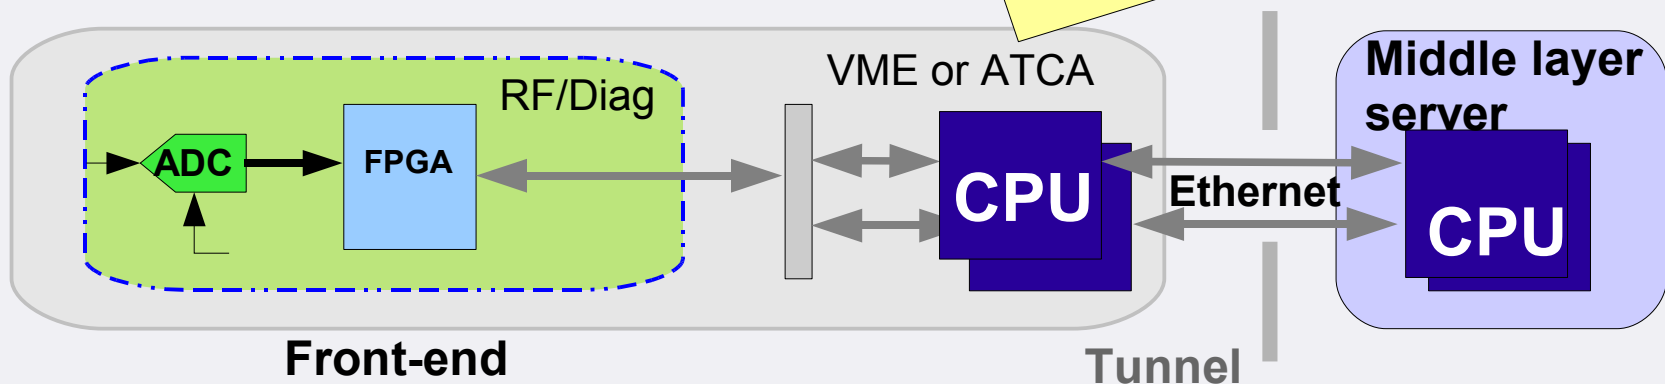 VME or ATCA
Middle layer
server
RF/Diag
ADC
FPGA
CPU
Ethernet
CPU
Front-end
Tunnel